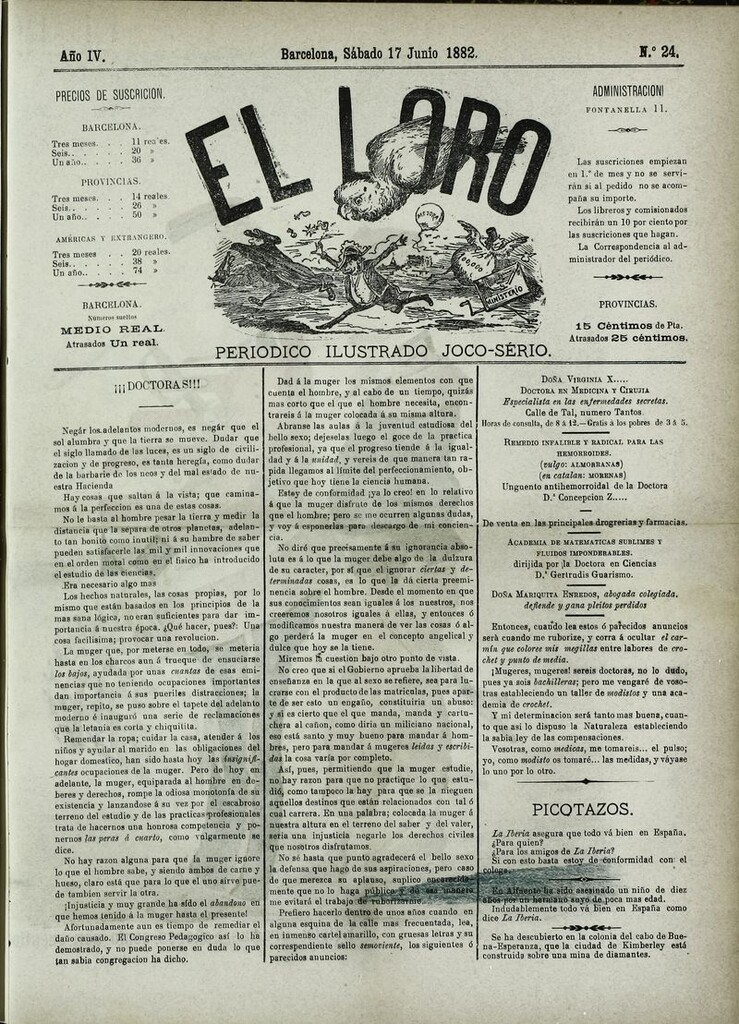 Año IV.
Barcelona, Sábado 17 Junio 1882.
N.º 24.
PRECIOS DE SUSCRICION.
BARCELONA.
Tres meses. . . 11 reales.
Seis. . . . . . 20 »
Un año. . . . . 36 »
PROVINCIAS.
Tres meses. . . 14 reales
Seis. . . . . . 26 »
Un año. . . . . 50 »
AMÉRICAS Y EXTRANGERO.
Tres meses . . 20 reales.
Seis. . . . . . 38 »
Un año. . . . . 74 »
BARCELONA.
Números sueltos
MEDIO REAL.
Atrasados Un real.
EL LORO
MINISTERIO
PERIODICO ILUSTRADO JOCO-SÉRIO.
ADMINISTRACION
FONTANELLA 11.
Las suscriciones empiezan
en 1.º de mes y no se servi-
rán si al pedido no se acom-
paña su importe.
Los libreros y comisionados
recibirán un 10 por ciento por
las suscriciones que hagan.
La Correspondencia al ad-
ministrador del periódico.
PROVINCIAS.
15 Céntimos de Pta.
Atrasados 25 céntimos.
¡¡¡DOCTORAS!!!
Negár los adelantos modernos, es negár que el
sol alumbra y que la tierra se mueve. Dudar que
el siglo llamado de las luces, es un siglo de civili-
zacion y de progreso, es tanta heregía, como dudar
de la barbarie de los neos y del mal estado de nu-
estra Hacienda
Hay cosas que saltan á la vista; que camina-
mos á la perfeccion es una de estas cosas.
No le basta al hombre pesar la tierra y medir la
distancia que la separa de otros planetas, adelan-
to tan bonito como inutil; ni á su hambre de saber
pueden satisfacerle las mil y mil innovaciones que
en el orden moral como en el fisico ha introducido
el estudio de las ciencias.
Era necesario algo mas
Los hechos naturales, las cosas propias, por lo
mismo que están basados en los principios de la
mas sana lógica, no eran suficientes para dar im-
portancia á nuestra época. ¿Qué hacer, pues?: Una
cosa facilísima; provocar una revolucion.
La muger que, por meterse en todo, se meteria
hasta en los charcos aun á trueque de ensuciarse
los bajos, ayudada por unas cuantas de esas emi-
nencias que no teniendo ocupaciones importantes
dan importancia á sus pueriles distracciones; la
muger, repito, se puso sobre el tapete del adelanto
moderno é inauguró una serie de reclamaciones
que la letania es corta y chiquitita.
Remendar la ropa; cuidar la casa, atender á los
niños y ayudar al marido en las obligaciones del
hogar domestico, han sido hasta hoy las insignifi-
cantes ocupaciones de la muger. Pero de hoy en
adelante, la muger, equiparada al hombre en de-
beres y derechos, rompe la odiosa monotonía de su
existencia y lanzandose á su vez por el escabroso
terreno del estudio y de las practicas profesionales
trata de hacernos una honrosa competencia y po-
nernos las peras á cuarto, como vulgarmente se
dice.
No hay razon alguna para que la muger ignore
lo que el hombre sabe, y siendo ambos de carne y
hueso, claro está que para lo que el uno sirve pue-
de tambien servir la otra.
¡Injusticia y muy grande ha sido el abandono en
que hemos tenido á la muger hasta el presente!
Afortunadamente aun es tiempo de remediar el
daño causado. El Congreso Pedagogico así lo ha
demostrado, y no puede ponerse en duda lo que
tan sabia congregacion ha dicho.
Dad á la muger los mismos elementos con que
cuenta el hombre, y al cabo de un tiempo, quizás
mas corto que el que el hombre necesita, encon-
trareis á la muger colocada á su misma altura.
Abranse las aulas á la juventud estudiosa del
bello sexo; dejeselas luego el goce de la practica
profesional, ya que el progreso tiende á la igual-
dad y á la unidad, y vereis de que manera tan ra-
pida llegamos al límite del perfeccionamiento, ob-
jetivo que hoy tiene la ciencia humana.
Estoy de conformidad ¡ya lo creo! en lo relativo
á que la muger disfrute de los mismos derechos
que el hombre; pero se me ocurren algunas dudas,
y voy á esponerlas para descargo de mi concien-
cia.
No diré que precisamente á su ignorancia abso-
luta es á lo que la muger debe algo de la dulzura
de su caracter, por sí que el ignorar ciertas y de-
terminadas cosas, es lo que la dá cierta preemi-
nencia sobre el hombre. Desde el momento en que
sus conocimientos sean iguales á los nuestros, nos
creeremos nosotros iguales á ellas, y entonces ó
modificamos nuestra manera de ver las cosas ó al-
go perderá la muger en el concepto angelical y
dulce que hoy se la tiene.
Miremos la cuestion bajo otro punto de vista.
No creo que si el Gobierno aprueba la libertad de
enseñanza en la que al sexo se refiere, sea para lu-
crarse con el producto de las matriculas, pues apar-
te de ser esto un engaño, constituiria un abuso:
y si es cierto que el que manda, manda y cartu-
chera al cañon, como diria un miliciano nacional,
eso está santo y muy bueno para mandar á hom-
bres, pero para mandar á mugeres leidas y escribi-
das la cosa varía por completo.
Así, pues, permitiendo que la muger estudie,
no hay razon para que no practique lo que estu-
dió, como tampoco la hay para que se la nieguen
aquellos destinos que están relacionados con tal ó
cual carrera. En una palabra; colocada la muger á
nuestra altura en el terreno del saber y del valer,
seria una injusticia negarle los derechos civiles
que nosotros disfrutamos.
No sé hasta que punto agradecerá el bello sexo
la defensa que hago de sus aspiraciones, pero caso
de que merezca su aplauso, suplico encarecida-
mente que no lo haga público y de esa manera
me evitará el trabajo de ruborizarme.
Prefiero hacerlo dentro de unos años cuando en
alguna esquina de la calle mas frecuentada, lea,
en inmenso cartel amarillo, con gruesas letras y su
correspondiente sello semoviente, los siguientes ó
parecidos anuncios:
DOÑA VIRGINIA X.....
DOCTORA EN MEDICINA Y CIRUJIA
Especialista en las enfermedades secretas.
Calle de Tal, numero Tantos
Horas de consulta, de 8 á 12.—Gratis á los pobres de 3 á 5.
REMEDIO INFALIBLE Y RADICAL PARA LAS
HEMORROIDES.
(vulgo: ALMORRANAS)
(en catalan: MORENAS)
Unguento antihemorroidal de la Doctora
D.ª Concepcion Z....
De venta en las principales drogrerias y farmacias.
ACADEMIA DE MATEMATICAS SUBLIMES Y
FLUIDOS IMPONDERABLES.
dirigida por la Doctora en Ciencias
D.ª Gertrudis Guarismo.
DOÑA MARIQUITA ENREDOS, abogada colegiada.
defiende y gana pleitos perdidos
Entonces, cuando lea estos ó parecidos anuncios
será cuando me ruborize, y corra á ocultar el car-
min que colore mis megillas entre labores de cro-
chet y punto de media.
¡Mugeres, mugeres! sereis doctoras, no lo dudo,
pues ya sois bachilleras; pero me vengaré de voso-
tras estableciendo un taller de modistos y una aca-
demia de crochet.
Y mi determinacion será tanto mas buena, cuan-
to que así lo dispuso la Naturaleza estableciendo
la sabia ley de las compensaciones.
Vosotras, como medicas, me tomareis... el pulso;
yo, como modisto os tomaré... las medidas, y váyase
lo uno por lo otro.
PICOTAZOS.
La Iberia asegura que todo vá bien en España.
¿Para quien?
¿Para los amigos de La Iberia?
Si con esto basta estoy de conformidad con el
colega.
En Alfsento ha sido asesinado un niño de diez
años por un hermano suyo de poca mas edad.
Indudablemente todo vá bien en España como
dice La Iberia.
Se ha descubierto en la colonia del cabo de Bue-
na-Esperanza, que la ciudad de Kimberley está
construida sobre una mina de diamantes.